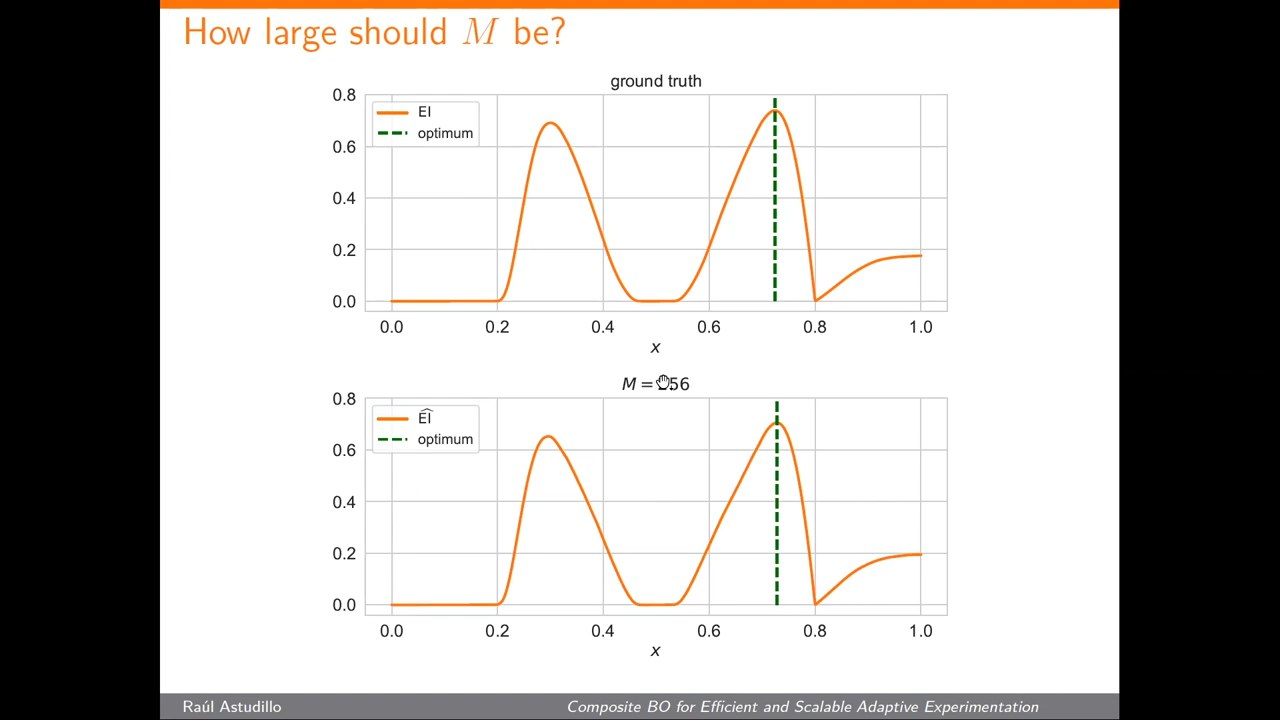 How large should M be?
ground truth
EI
optimum
0.8
0.6
0.4
0.2
0.0
0.0 0.2 0.4 0.6 0.8 1.0
x
M = 56
ÊI
optimum
0.8
0.6
0.4
0.2
0.0
0.0 0.2 0.4 0.6 0.8 1.0
x
Raúl Astudillo
Composite BO for Efficient and Scalable Adaptive Experimentation